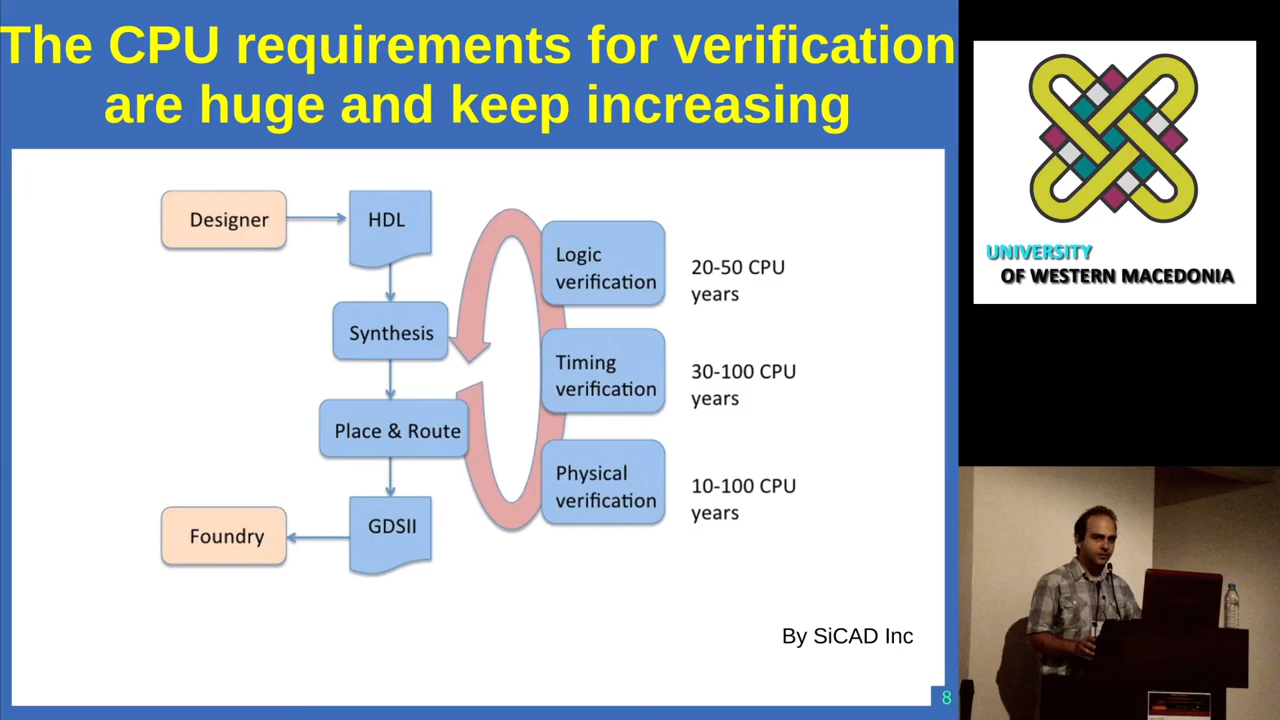 The CPU requirements for verification
are huge and keep increasing
Designer
HDL
Synthesis
Place & Route
GDSII
Foundry
Logic
verification
20-50 CPU
years
Timing
verification
30-100 CPU
years
Physical
verification
10-100 CPU
years
By SiCAD Inc
8
UNIVERSITY
OF WESTERN MACEDONIA